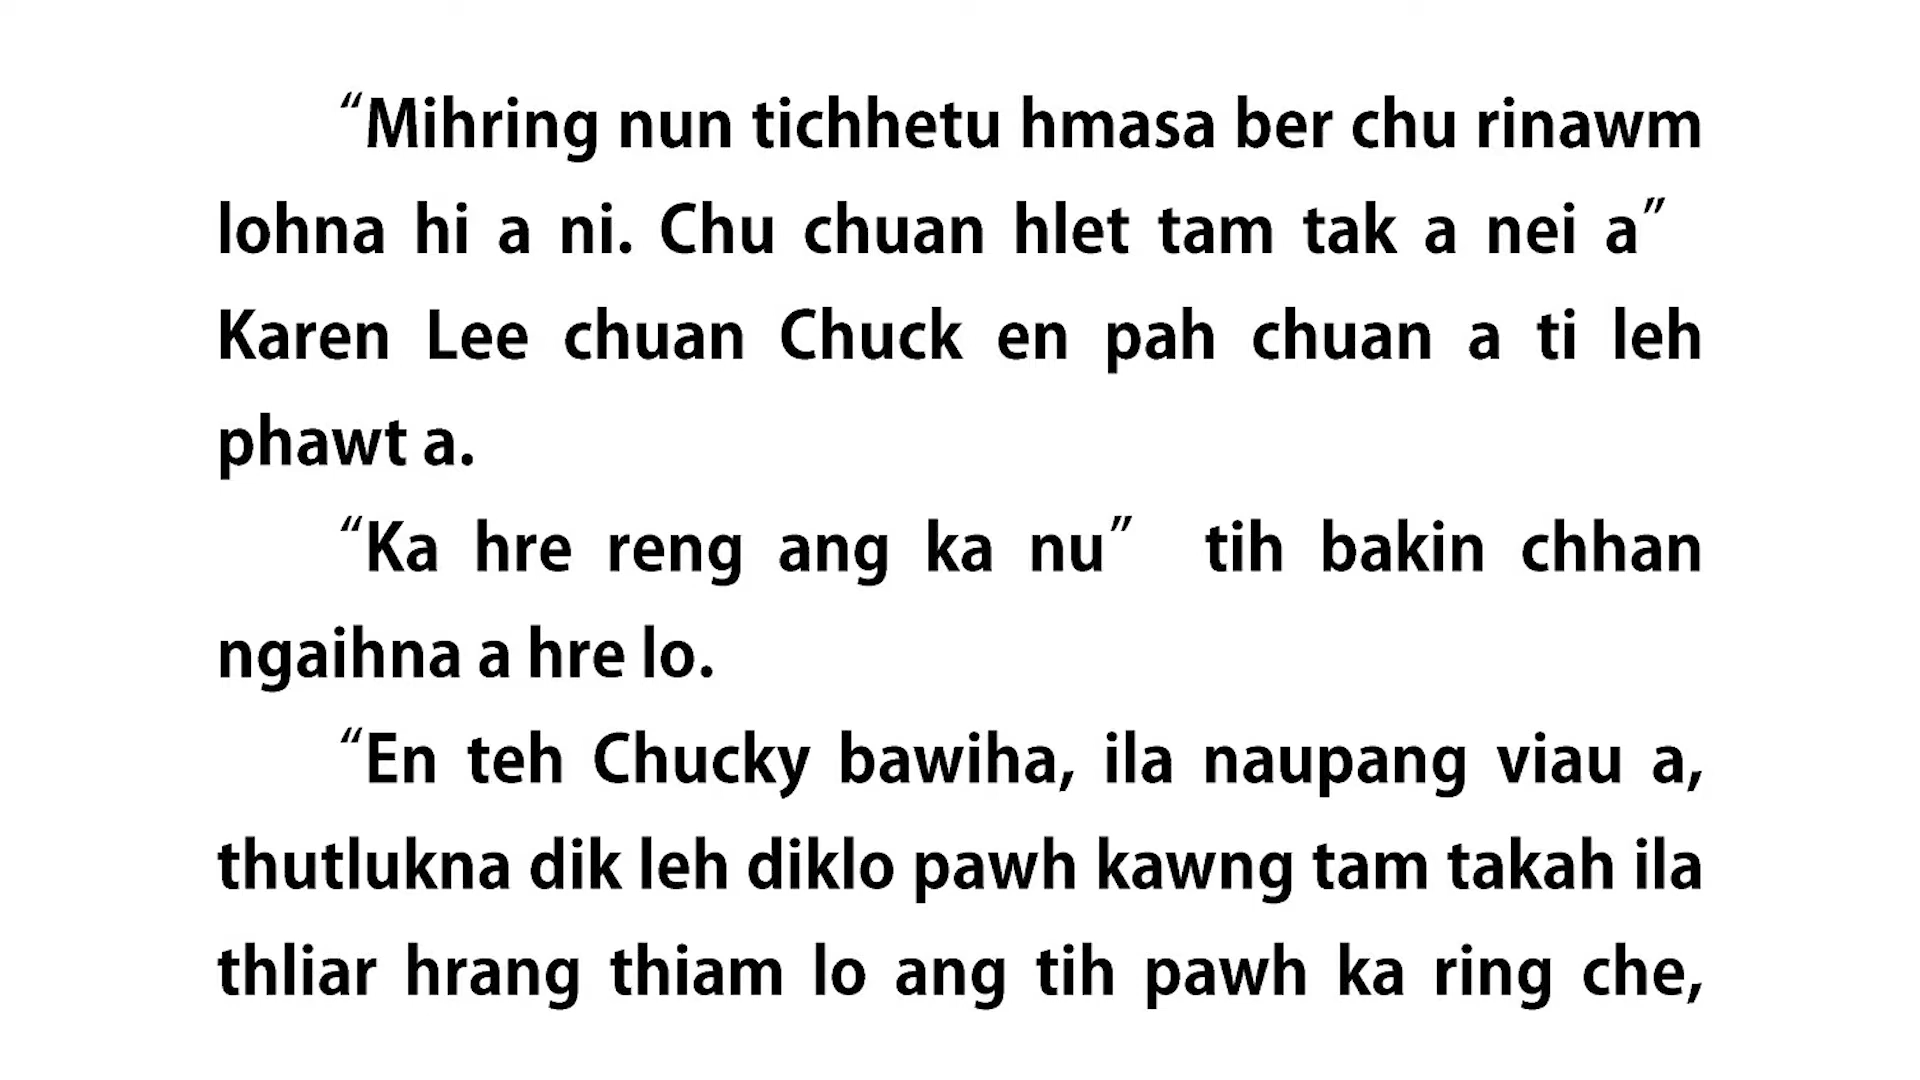 “Mihring nun tichhetu hmasa ber chu rinawm
lohna hi a ni. Chu chuan hlet tam tak a nei a”
Karen Lee chuan Chuck en pah chuan a ti leh
phawt a.
“Ka hre reng ang ka nu” tih bakin chhan
ngaihna a hre lo.
“En teh Chucky bawiha, ila naupang viau a,
thutlukna dik leh diklo pawh kawng tam takah ila
thliar hrang thiam lo ang tih pawh ka ring che,